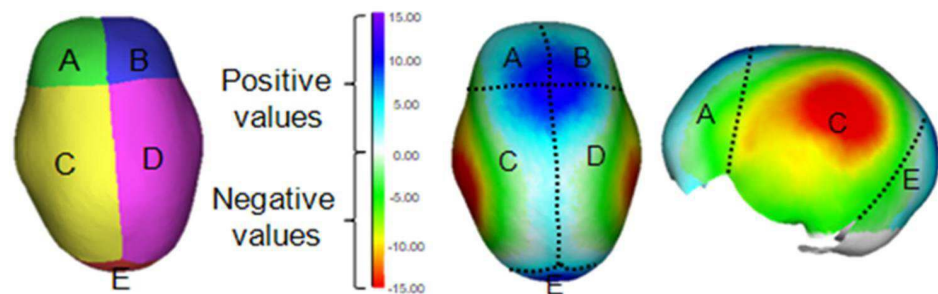 A B
C D
E
Positive
values
Negative
values
15.00
10.00
5.00
0.00
-5.00
-10.00
-15.00
A B
C D
E
A C E